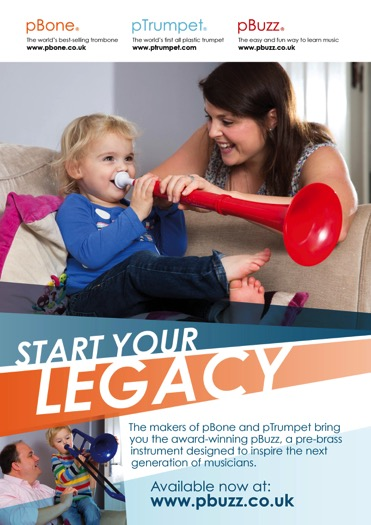 pBone®
The world's best-selling trombone
www.pbone.co.uk
pTrumpet®
The world's first all plastic trumpet
www.ptrumpet.com
pBuzz®
The easy and fun way to learn music
www.pbuzz.co.uk
START YOUR
LEGACY
The makers of pBone and pTrumpet bring
you the award-winning pBuzz, a pre-brass
instrument designed to inspire the next
generation of musicians.
Available now at:
www.pbuzz.co.uk